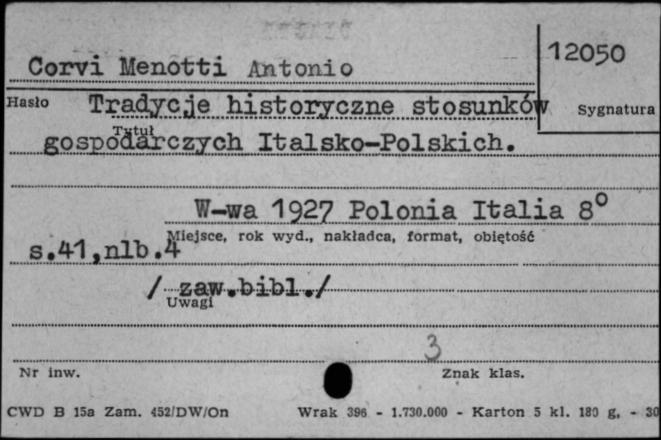 12050
Corvi Menotti Antonio
Hasło
Tradycje historyczne stosunków
Sygnatura
Tytuł
gospodarczych Italsko-Polskich.
W-wa 1927 Polonia Italia 8°
Miejsce, rok wyd., nakładca, format, objętość
s.41,nlb.4
/ zaw.bibl./
Uwagi
3
Nr inw.
Znak klas.
CWD B 15a Zam. 452/DW/On
Wrak 396 - 1.730.000 - Karton 5 kl. 180 g, - 30